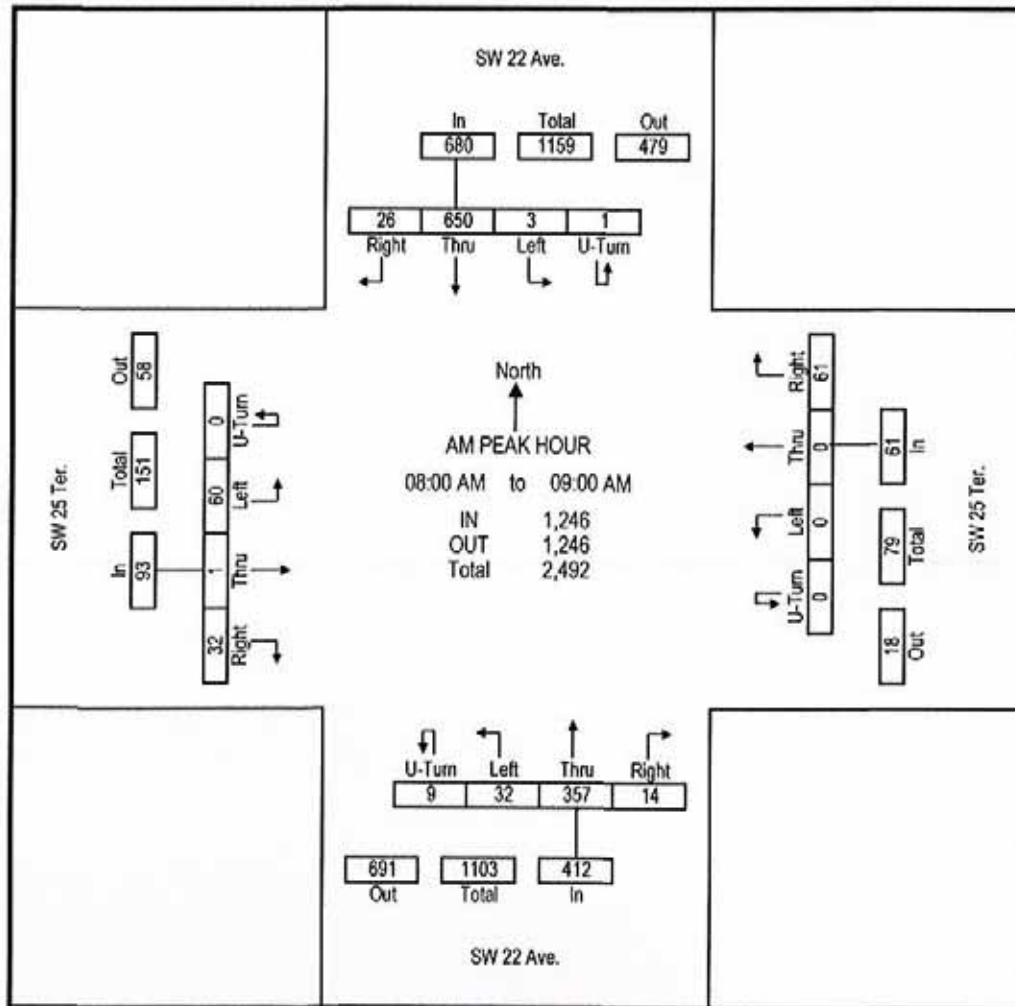 SW 22 Ave.
In Total Out
680 1159 479
26 650 3 1
Right Thru Left U-Turn
SW 25 Ter.
Out 58
Total 151
In 93
0 U-Turn
60 Left
1 Thru
32 Right
North
AM PEAK HOUR
08:00 AM to 09:00 AM
IN 1,246
OUT 1,246
Total 2,492
Right 61
Thru 0
Left 0
U-Turn 0
61 In
79 Total
18 Out
SW 25 Ter.
U-Turn Left Thru Right
9 32 357 14
691 1103 412
Out Total In
SW 22 Ave.